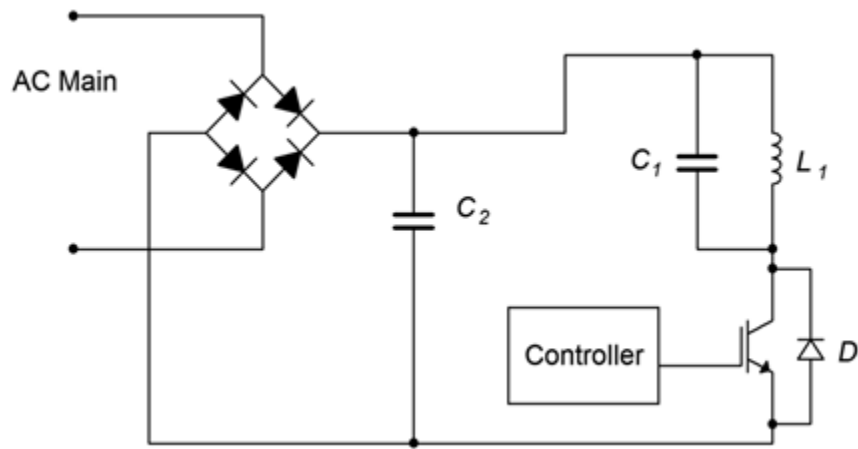 AC Main
C1
L1
C2
Controller
D